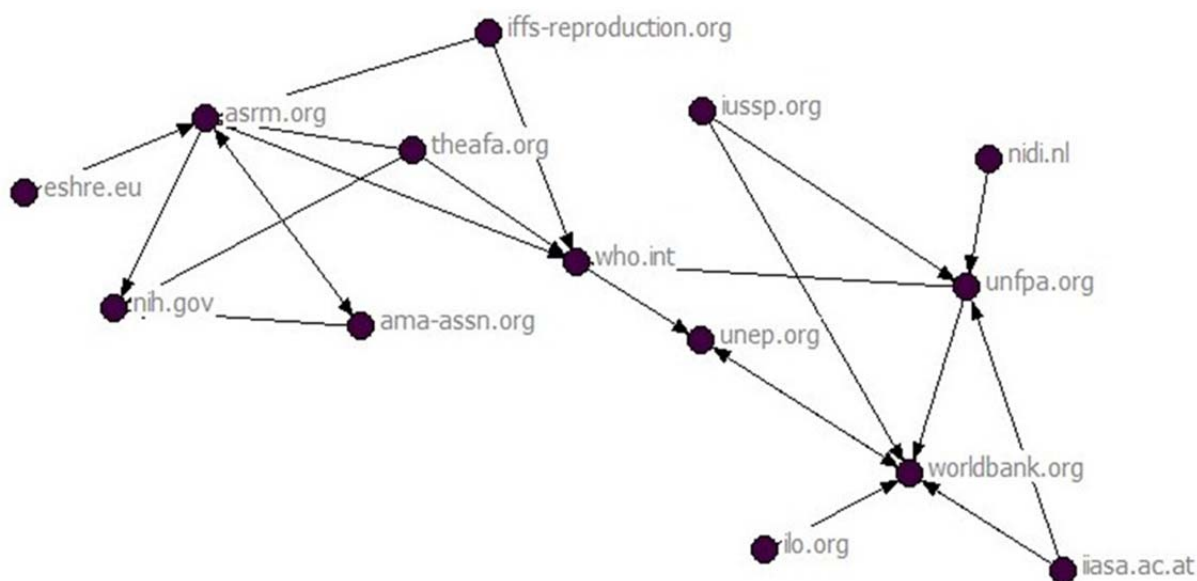 iffs-reproduction.org
asrm.org
iussp.org
theafa.org
nidi.nl
eshre.eu
who.int
unfpa.org
nih.gov
ama-assn.org
unep.org
worldbank.org
ilo.org
iiasa.ac.at